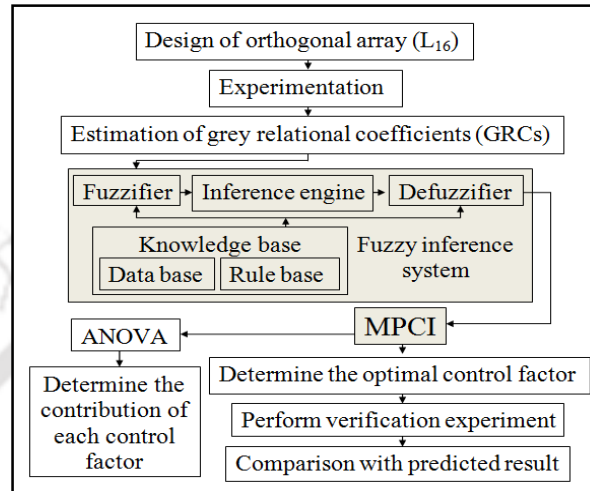 Design of orthogonal array (L₁₆)
Experimentation
Estimation of grey relational coefficients (GRCs)
Fuzzifier
Inference engine
Defuzzifier
Knowledge base
Data base
Rule base
Fuzzy inference
system
MPCI
ANOVA
Determine the
contribution of
each control
factor
Determine the optimal control factor
Perform verification experiment
Comparison with predicted result